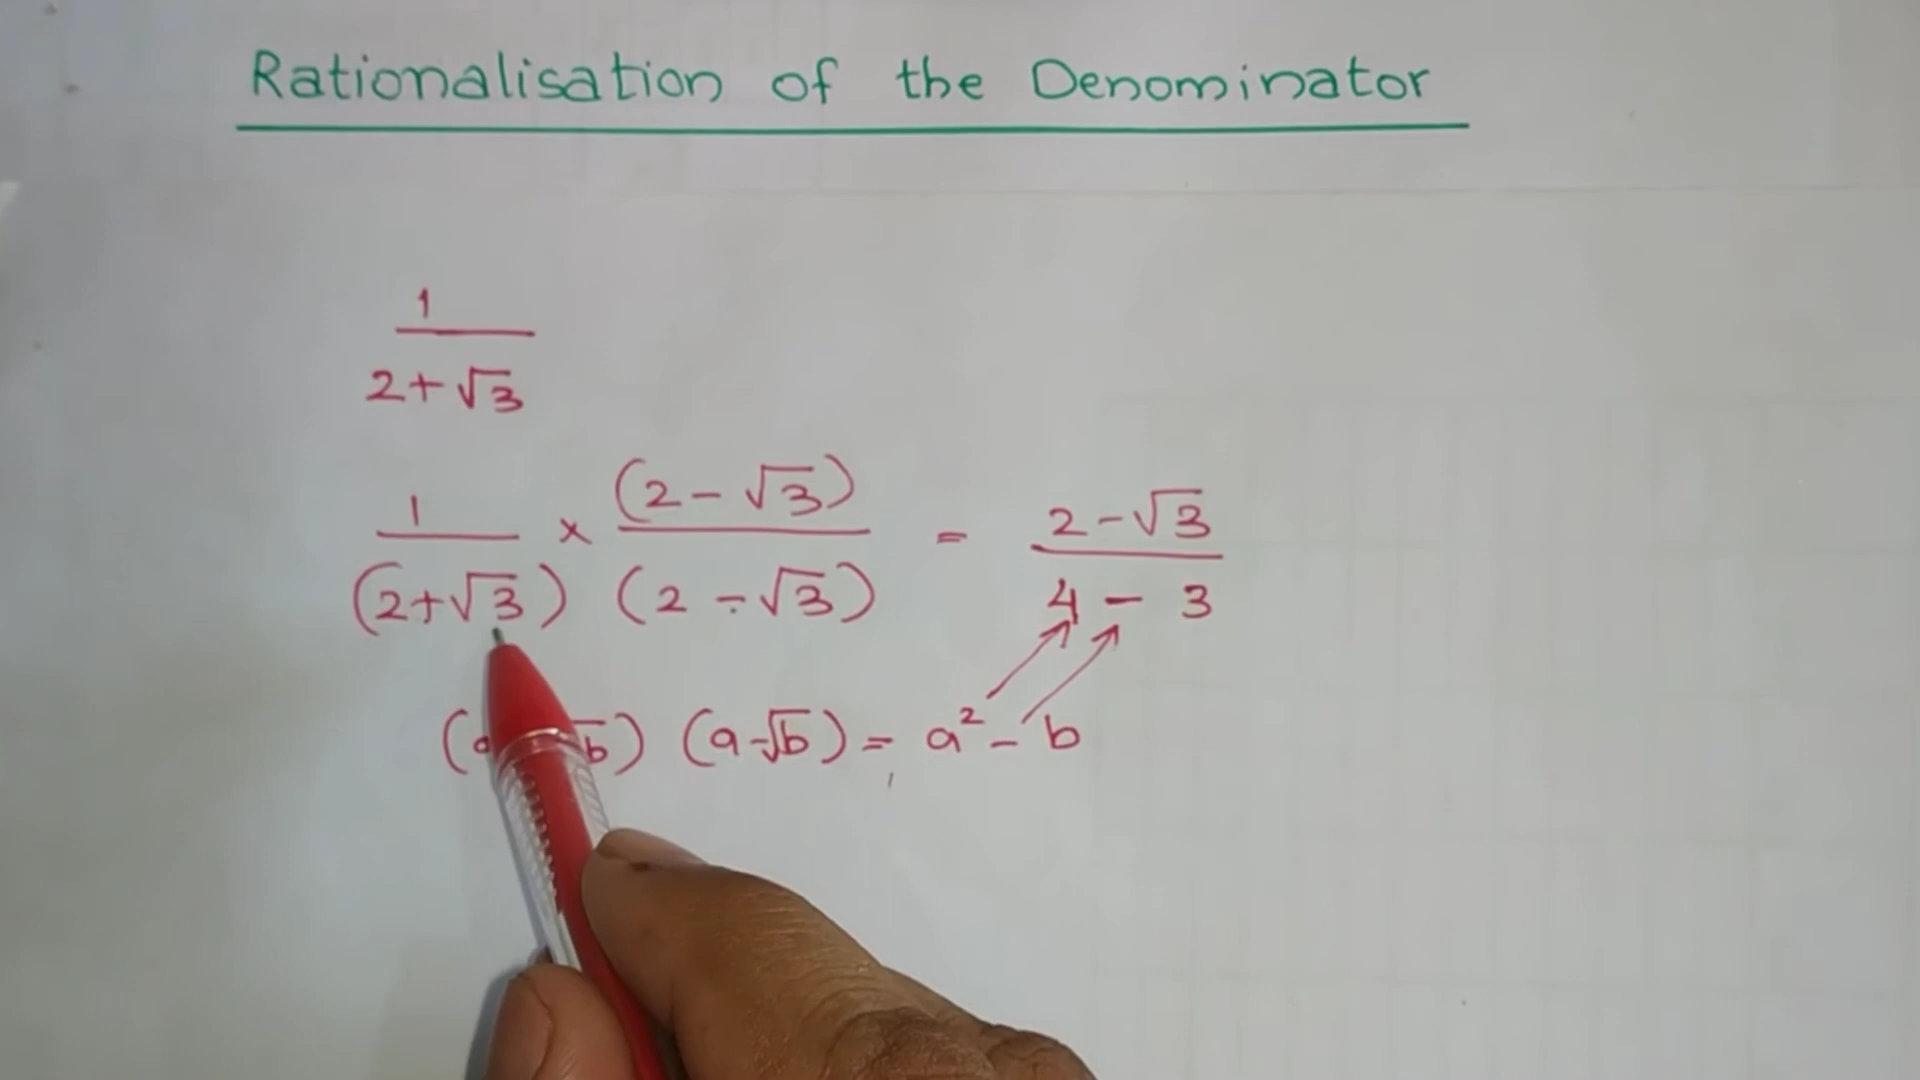 Rationalisation of the Denominator
1
2+√3
1/(2+√3) × (2-√3)/(2-√3) = 2-√3/4-3
b) (a-√b) = a²-b